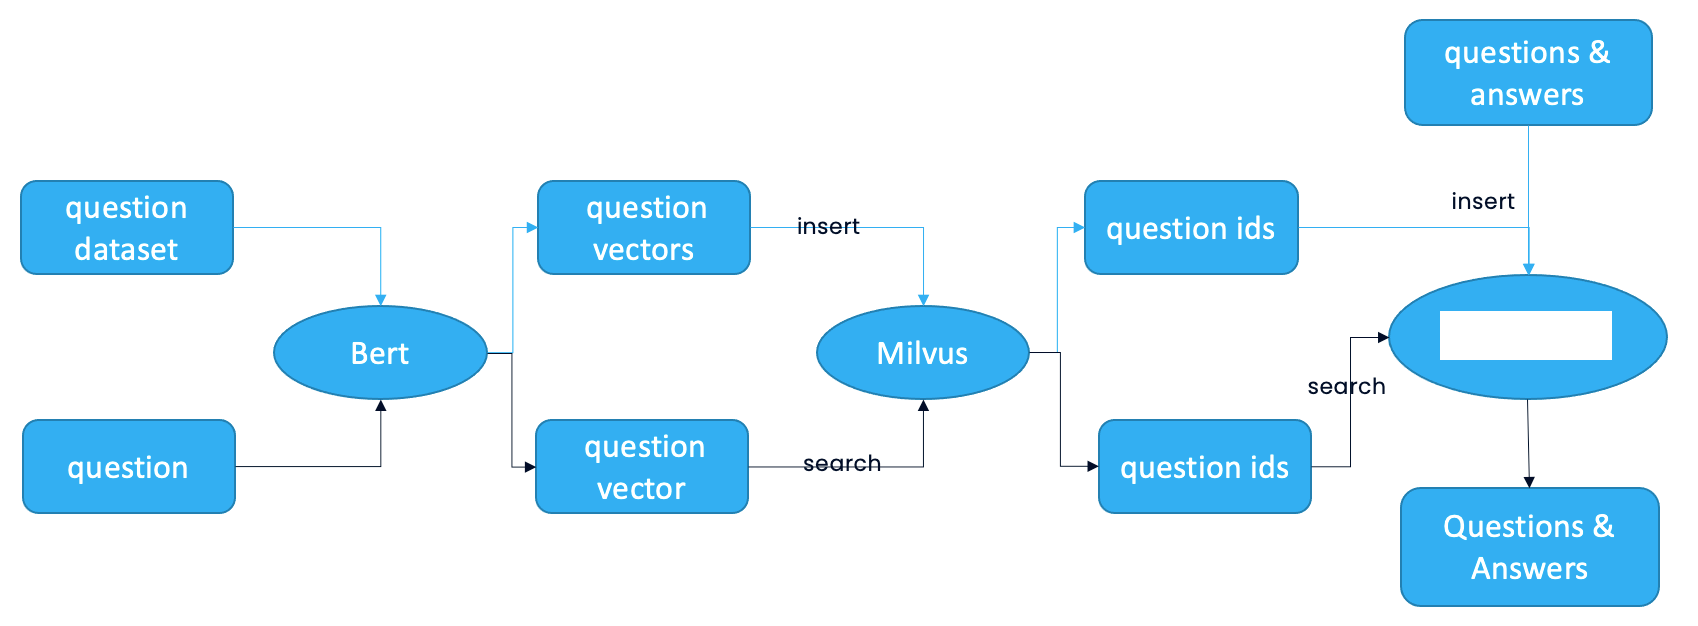 questions &
answers
question
dataset
question
vectors
insert
question ids
insert
Bert
Milvus
search
question
question
vector
search
question ids
Questions &
Answers